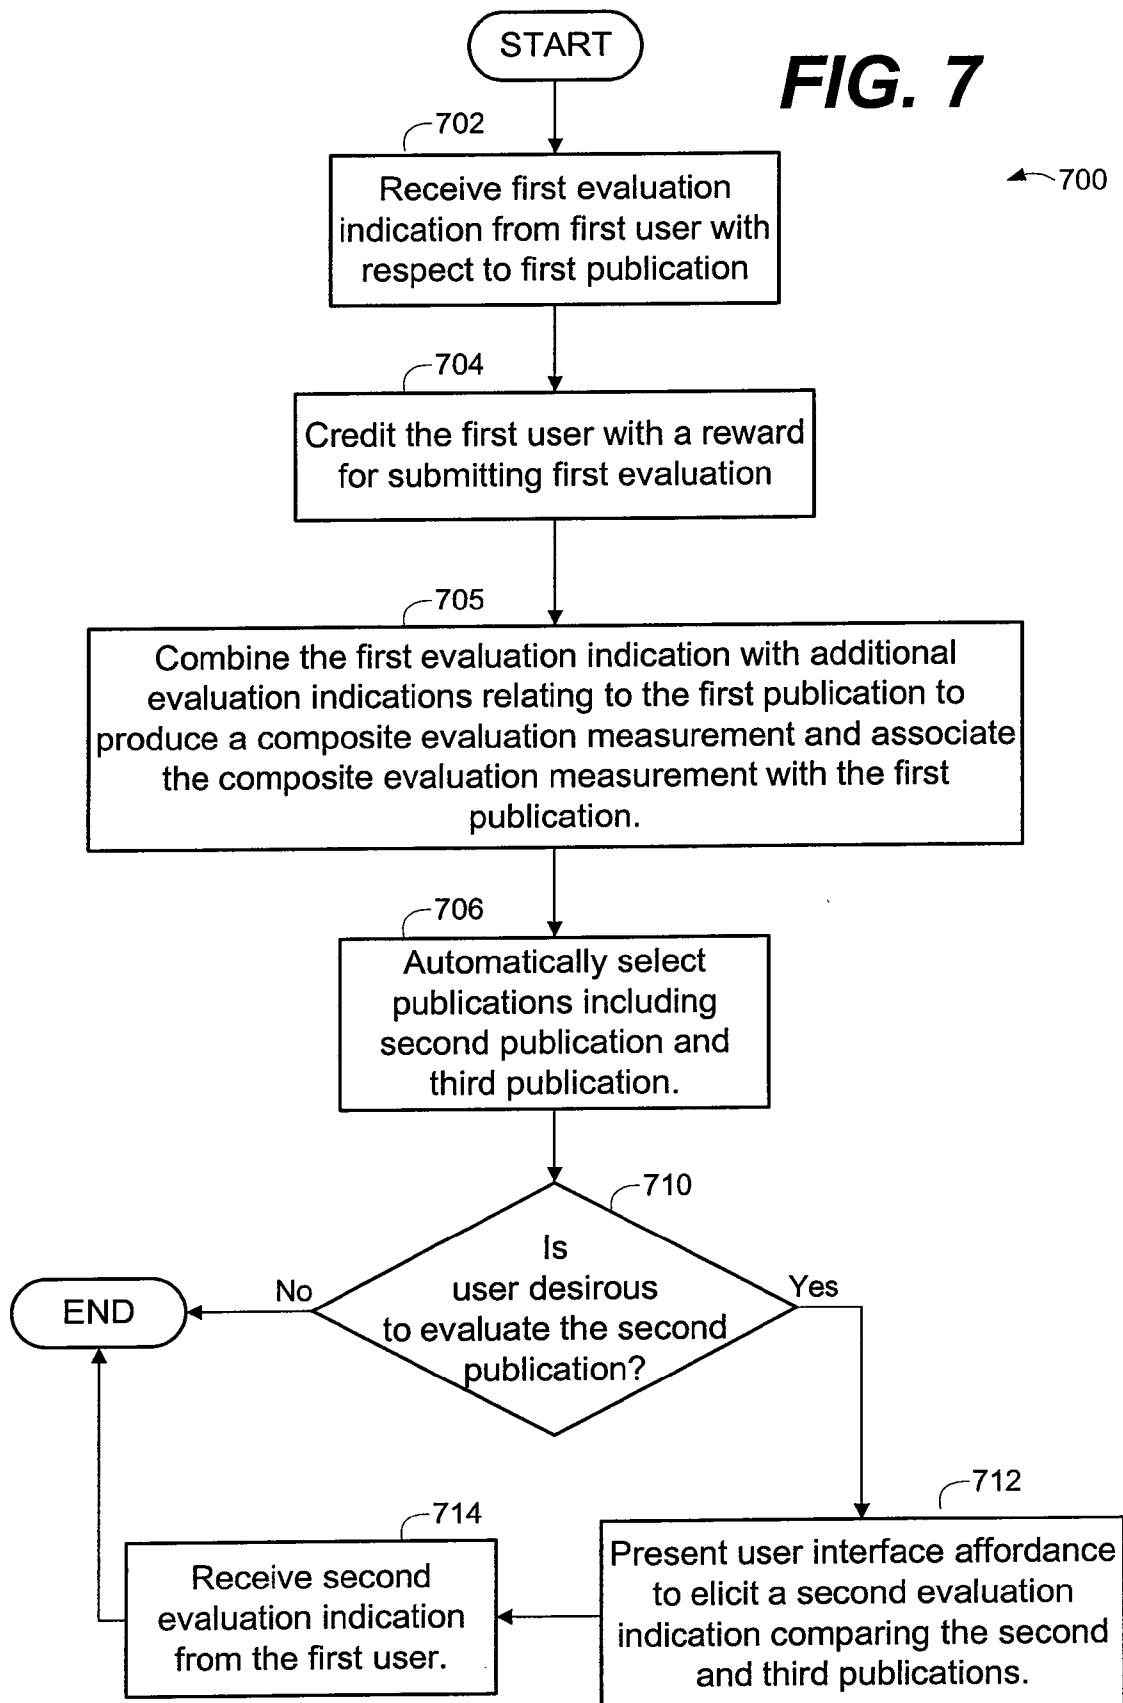 START
FIG. 7
702
700
Receive first evaluation
indication from first user with
respect to first publication
704
Credit the first user with a reward
for submitting first evaluation
705
Combine the first evaluation indication with additional
evaluation indications relating to the first publication to
produce a composite evaluation measurement and associate
the composite evaluation measurement with the first
publication.
706
Automatically select
publications including
second publication and
third publication.
710
Is
user desirous
to evaluate the second
publication?
No
Yes
END
712
Present user interface affordance
to elicit a second evaluation
indication comparing the second
and third publications.
714
Receive second
evaluation indication
from the first user.